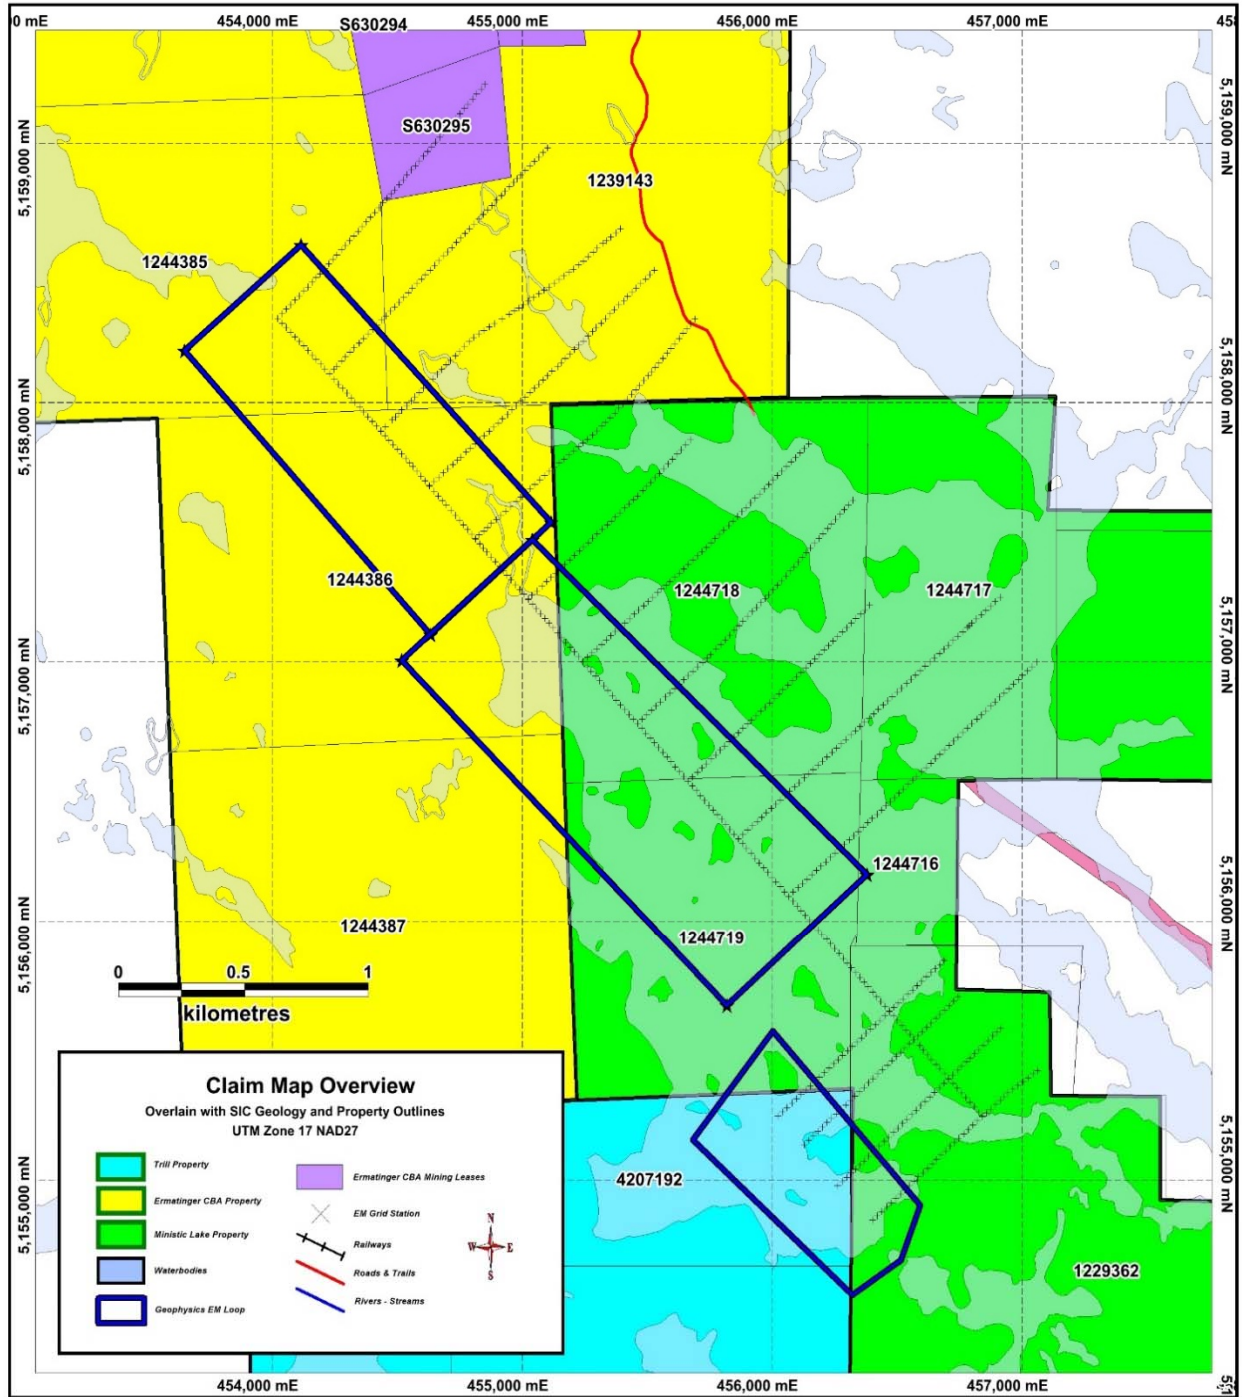 00 mE
454,000 mE
455,000 mE
456,000 mE
457,000 mE
458
S630294
S630295
1239143
1244385
5,159,000 mN
5,159,000 mN
5,158,000 mN
5,158,000 mN
1244386
1244718
1244717
5,157,000 mN
5,157,000 mN
1244716
1244719
1244387
5,156,000 mN
5,156,000 mN
0 0.5 1
kilometres
4207192
1229362
5,155,000 mN
5,155,000 mN
Claim Map Overview
Overlain with SIC Geology and Property Outlines
UTM Zone 17 NAD27
Trill Property
Ermatinger CBA Property
Ministic Lake Property
Waterbodies
Geophysics EM Loop
Ermatinger CBA Mining Leases
EM Grid Station
Railways
Roads & Trails
Rivers - Streams
N
W E
S
454,000 mE
455,000 mE
456,000 mE
457,000 mE